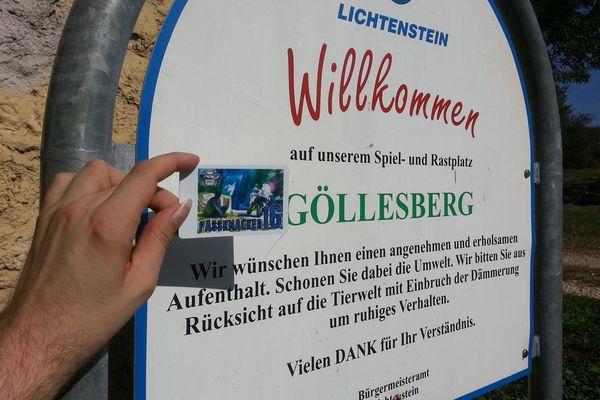 LICHTENSTEIN
Willkommen
auf unserem Spiel- und Rastplatz
GÖLLESBERG
PASSKNACKER 16
Wir wünschen Ihnen einen angenehmen und erholsamen
Aufenthalt. Schonen Sie dabei die Umwelt. Wir bitten Sie aus
Rücksicht auf die Tierwelt mit Einbruch der Dämmerung
um ruhiges Verhalten.
Vielen DANK für Ihr Verständnis.
Bürgermeisteramt
Lichtenstein